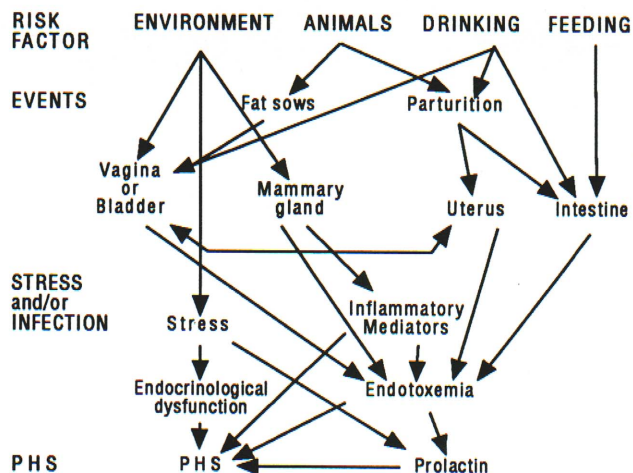 RISK FACTOR
ENVIRONMENT
ANIMALS
DRINKING
FEEDING
EVENTS
Fat sows
Parturition
Vagina
or
Bladder
Mammary
gland
Uterus
Intestine
STRESS
and/or
INFECTION
Stress
Inflammatory
Mediators
Endocrinological
dysfunction
Endotoxemia
PHS
PHS
Prolactin